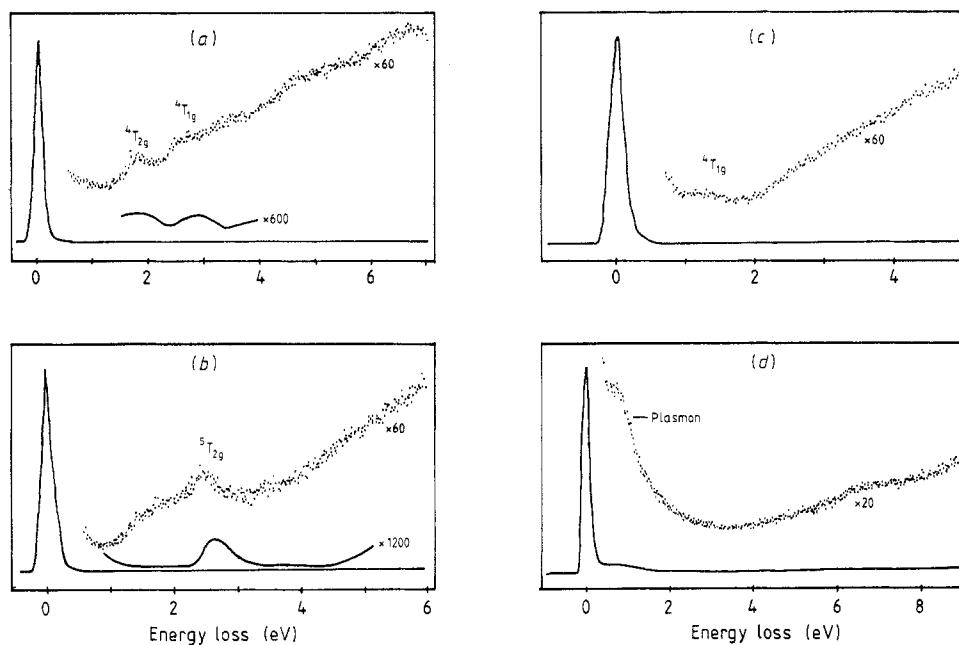 (a)
⁴T₂g
⁴T₁g
×60
×600
0 2 4 6
(c)
⁴T₁g
×60
0 2 4
(b)
⁵T₂g
×60
×1200
0 2 4 6
Energy loss (eV)
(d)
Plasmon
×20
0 2 4 6 8
Energy loss (eV)